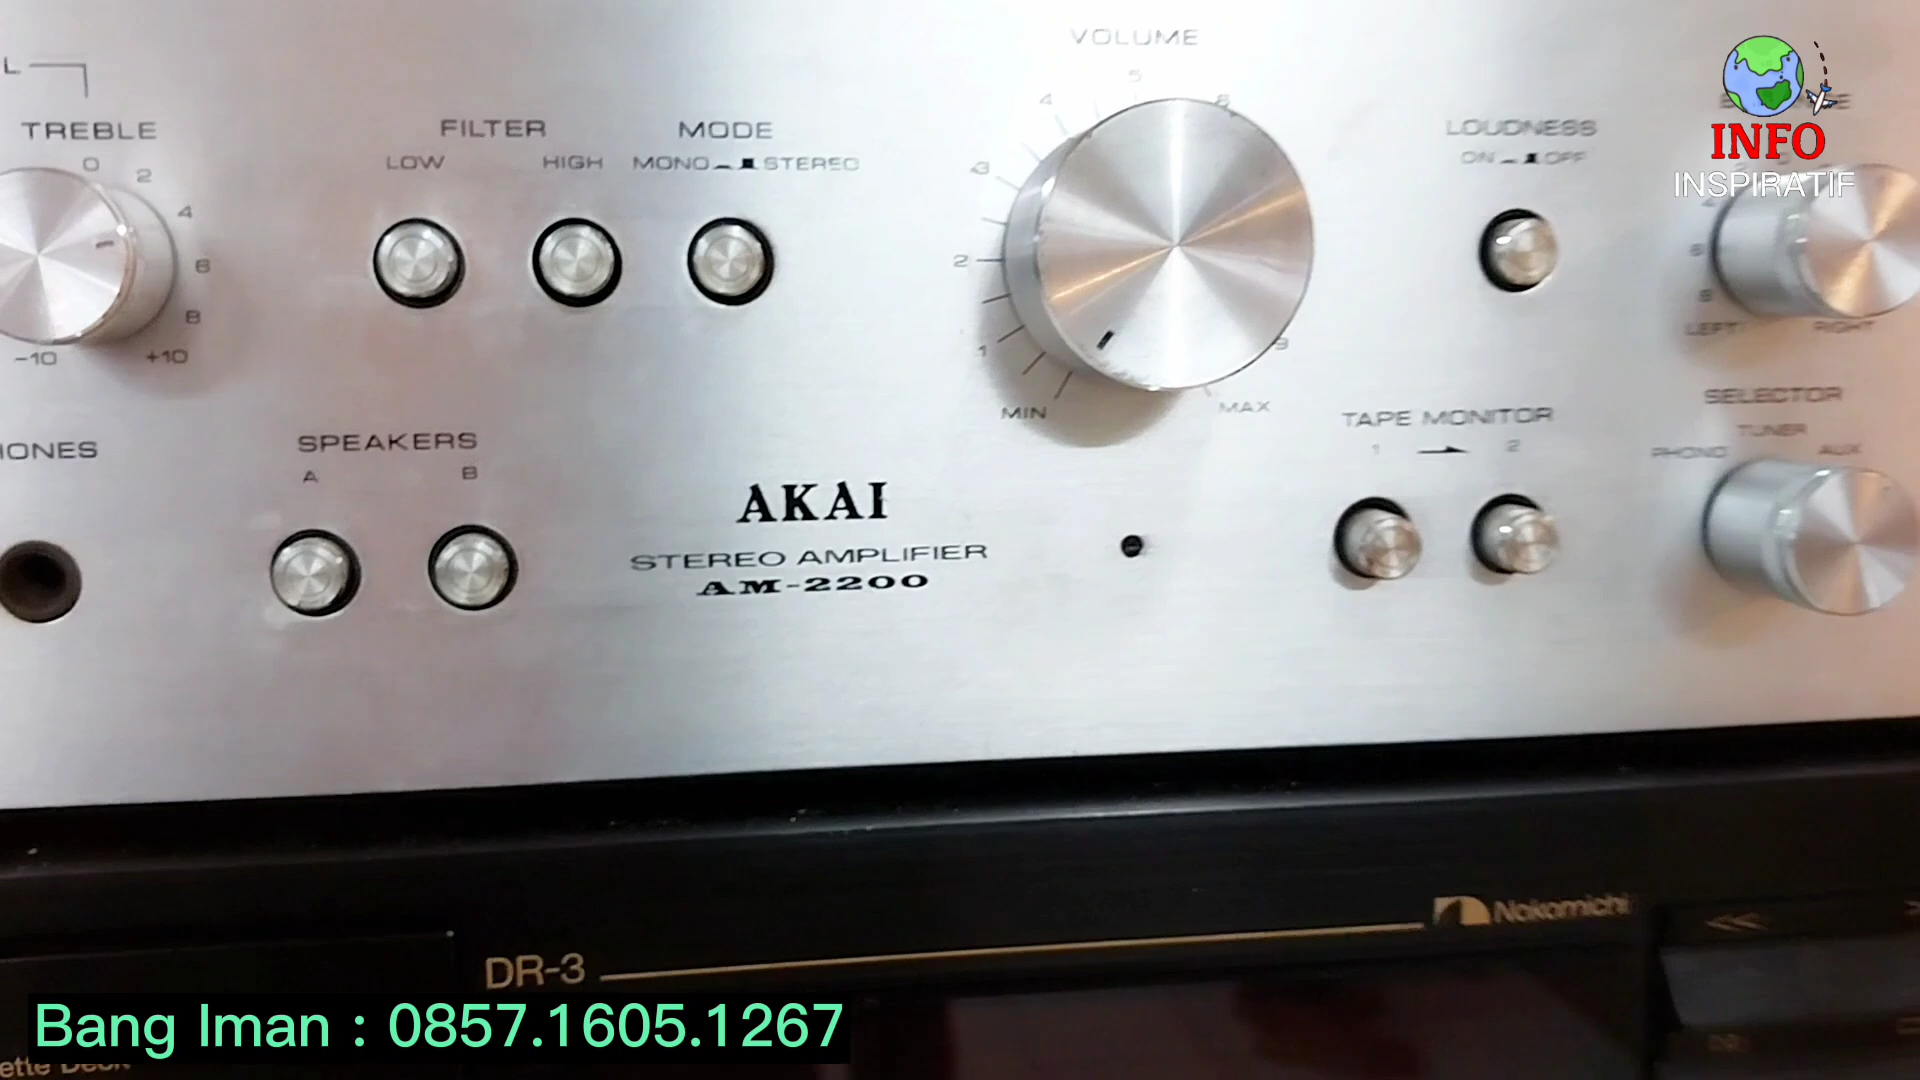 VOLUME
L
TREBLE
0
2
4
6
8
-10
+10
FILTER
LOW
HIGH
MODE
MONO
STEREO
5
4
6
3
2
1
9
MIN
MAX
LOUDNESS
ON
OFF
INFO
INSPIRATIF
6
8
LEFT
RIGHT
IONES
SPEAKERS
A
B
AKAI
STEREO AMPLIFIER
AM-2200
TAPE MONITOR
1
2
SELECTOR
TUNER
PHONO
AUX
Nakamichi
DR-3
Bang Iman : 0857.1605.1267